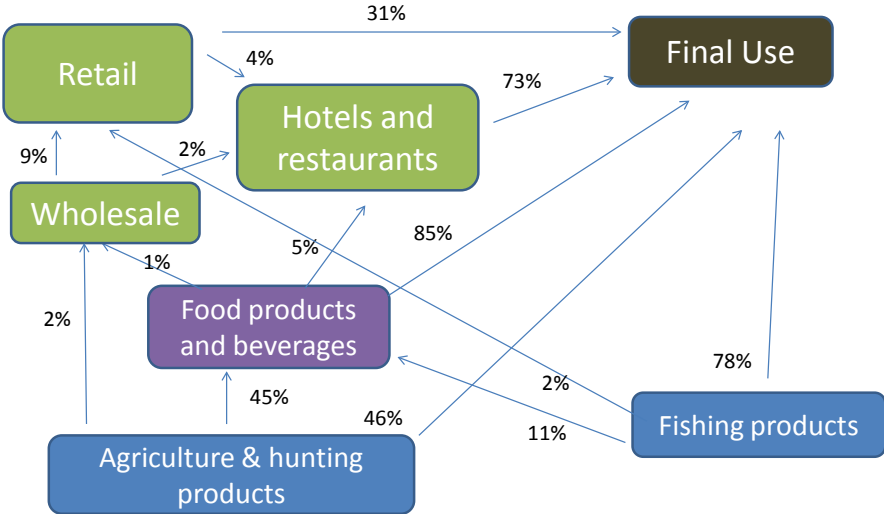 31%
Retail
Final Use
4%
73%
Hotels and
restaurants
9%
2%
Wholesale
5%
85%
1%
Food products
and beverages
2%
78%
2%
45%
46%
11%
Fishing products
Agriculture & hunting
products